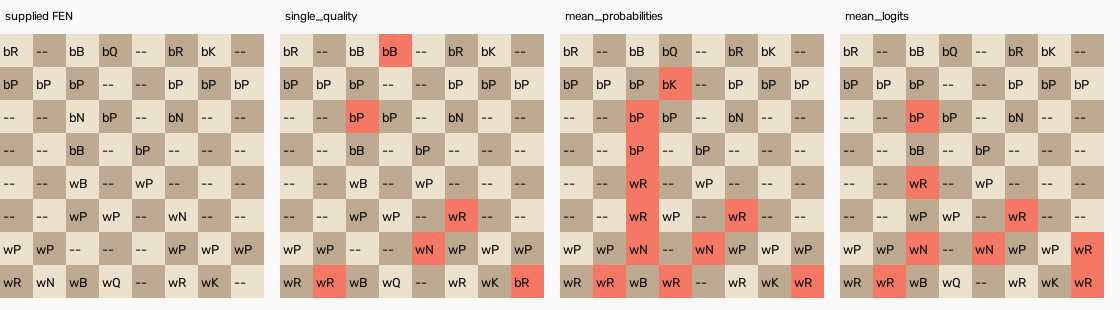 supplied FEN
bR -- bB bQ -- bR bK --
bP bP bP -- -- bP bP bP
-- -- bN bP -- bN -- --
-- -- bB -- bP -- -- --
-- -- wB -- wP -- -- --
-- -- wP wP -- wN -- --
wP wP -- -- -- wP wP wP
wR wN wB wQ -- wR wK --
single_quality
bR -- bB bB -- bR bK --
bP bP bP -- -- bP bP bP
-- -- bP bP -- bN -- --
-- -- bB -- bP -- -- --
-- -- wB -- wP -- -- --
-- -- wP wP -- wR -- --
wP wP -- -- wN wP wP wP
wR wR wB wQ -- wR wK bR
mean_probabilities
bR -- bB bQ -- bR bK --
bP bP bP bK -- bP bP bP
-- -- bP bP -- bN -- --
-- -- bP -- bP -- -- --
-- -- wR -- wP -- -- --
-- -- wR wP -- wR -- --
wP wP wN -- wN wP wP wP
wR wR wB wR -- wR wK wR
mean_logits
bR -- bB bQ -- bR bK --
bP bP bP -- -- bP bP bP
-- -- bP bP -- bN -- --
-- -- bB -- bP -- -- --
-- -- wR -- wP -- -- --
-- -- wP wP -- wR -- --
wP wP wN -- wN wP wP wR
wR wR wB wQ -- wR wK wR